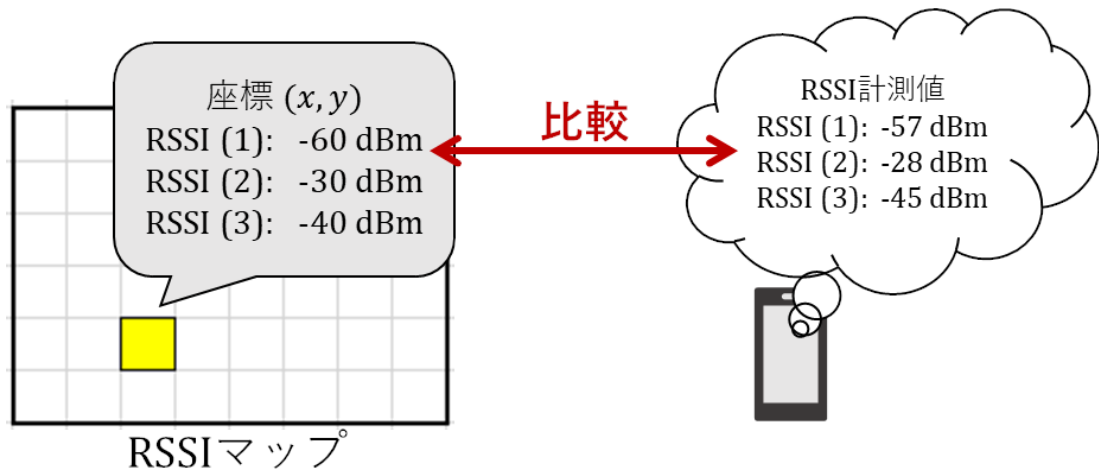 座標 (x, y)
RSSI (1): -60 dBm
RSSI (2): -30 dBm
RSSI (3): -40 dBm
比較
RSSI計測値
RSSI (1): -57 dBm
RSSI (2): -28 dBm
RSSI (3): -45 dBm
RSSIマップ